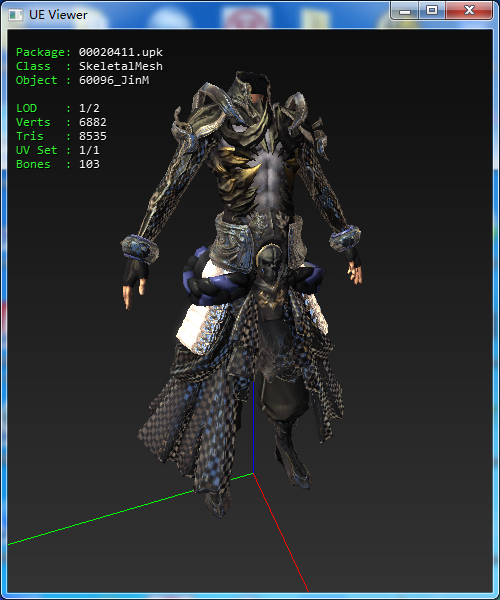 UE Viewer
Package: 00020411.upk
Class  : SkeletalMesh
Object : 60096_JinM
LOD    : 1/2
Verts  : 6882
Tris   : 8535
UV Set : 1/1
Bones  : 103